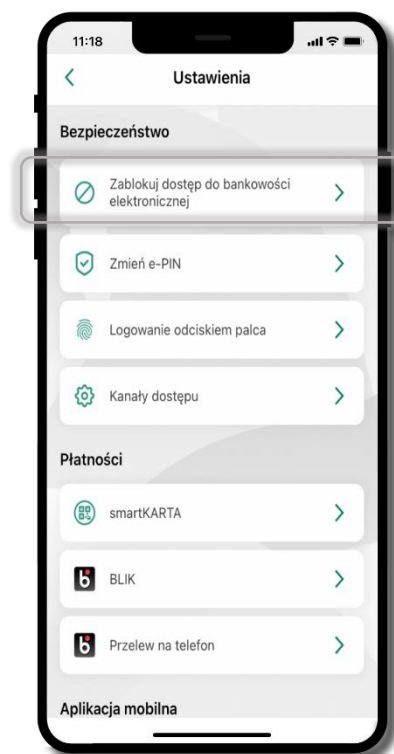 11:18
Ustawienia
Bezpieczeństwo
Zablokuj dostęp do bankowości
elektronicznej
Zmień e-PIN
Logowanie odciskiem palca
Kanały dostępu
Płatności
smartKARTA
BLIK
Przelew na telefon
Aplikacja mobilna